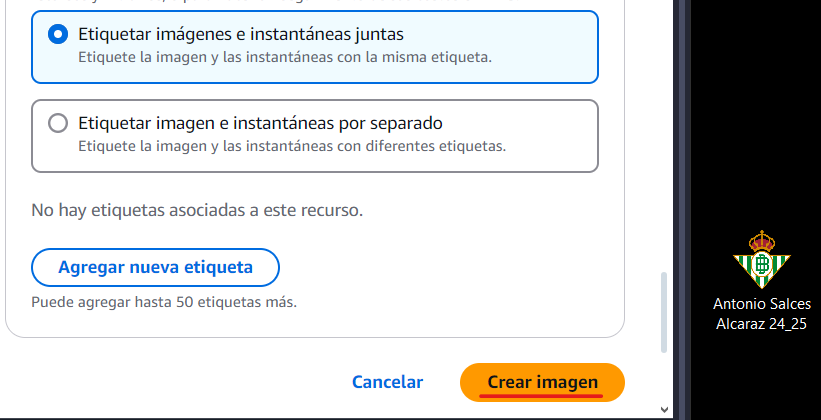 Etiquetar imágenes e instantáneas juntas
Etiquete la imagen y las instantáneas con la misma etiqueta.
Etiquetar imagen e instantáneas por separado
Etiquete la imagen y las instantáneas con diferentes etiquetas.
No hay etiquetas asociadas a este recurso.
Agregar nueva etiqueta
Puede agregar hasta 50 etiquetas más.
Cancelar
Crear imagen
Antonio Salces
Alcaraz 24_25